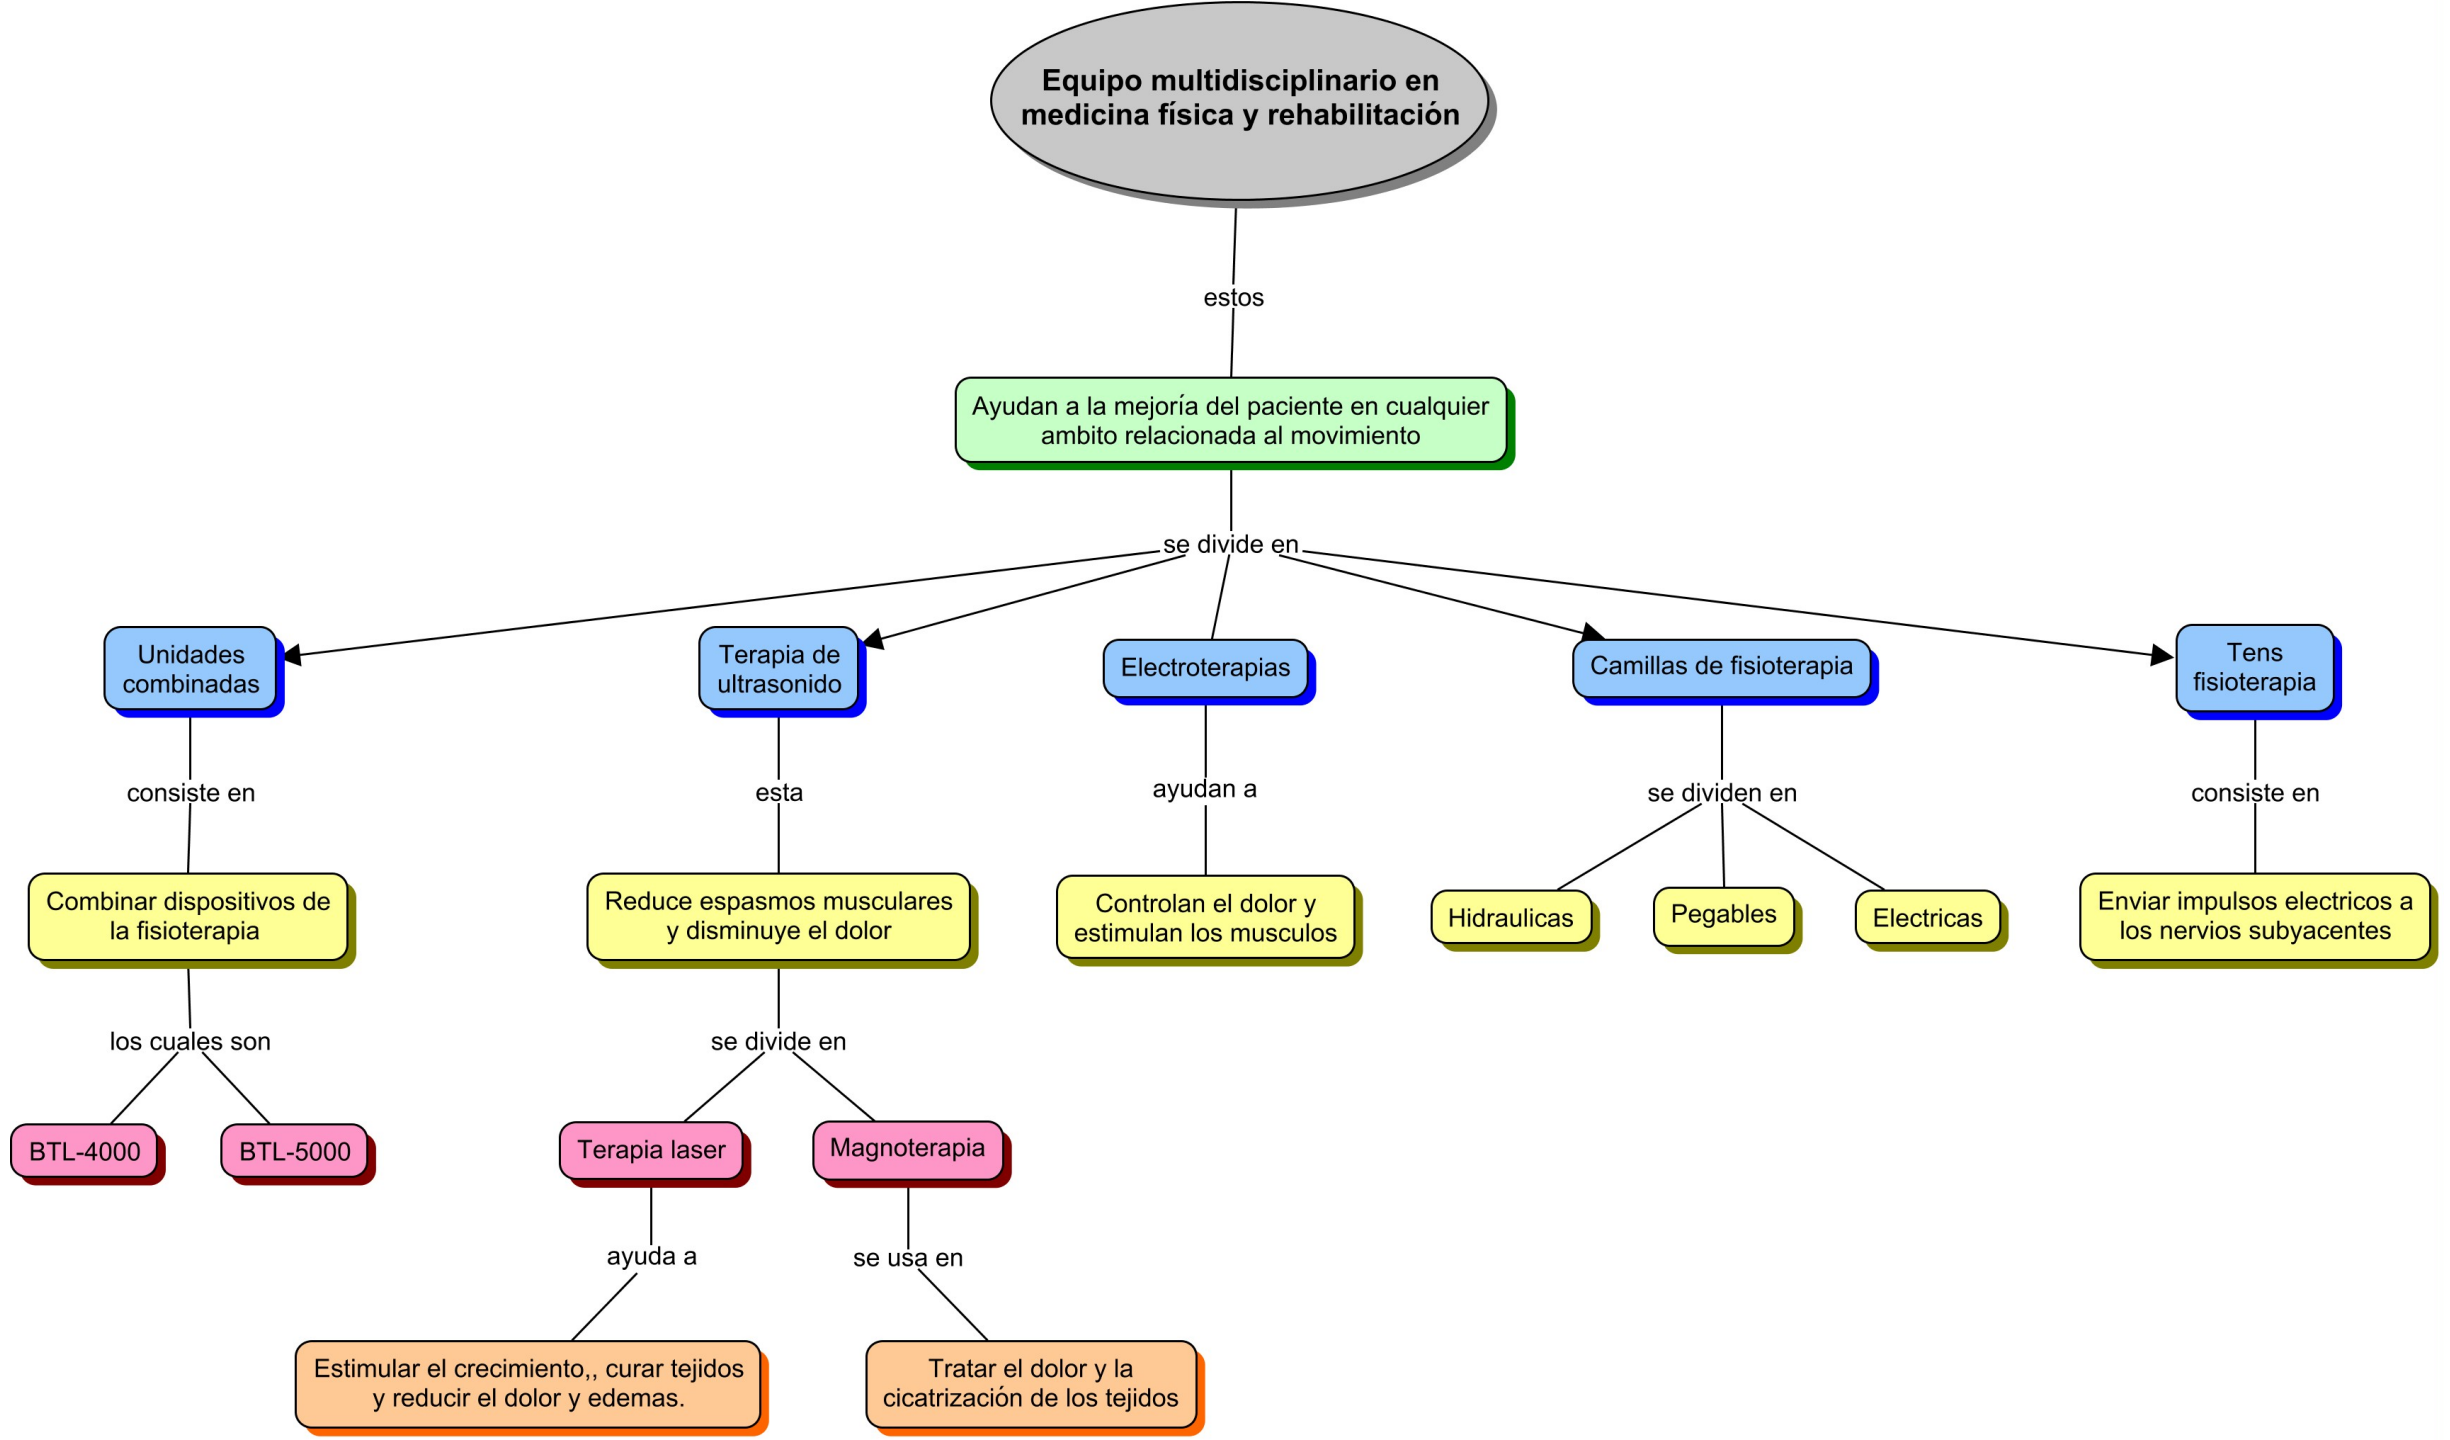 Equipo multidisciplinario en
medicina física y rehabilitación
estos
Ayudan a la mejoría del paciente en cualquier
ambito relacionada al movimiento
se divide en
Unidades
combinadas
Terapia de
ultrasonido
Electroterapias
Camillas de fisioterapia
Tens
fisioterapia
consiste en
esta
ayudan a
se dividen en
consiste en
Combinar dispositivos de
la fisioterapia
Reduce espasmos musculares
y disminuye el dolor
Controlan el dolor y
estimulan los musculos
Hidraulicas
Pegables
Electricas
Enviar impulsos electricos a
los nervios subyacentes
los cuales son
se divide en
BTL-4000
BTL-5000
Terapia laser
Magnoterapia
ayuda a
se usa en
Estimular el crecimiento,, curar tejidos
y reducir el dolor y edemas.
Tratar el dolor y la
cicatrización de los tejidos